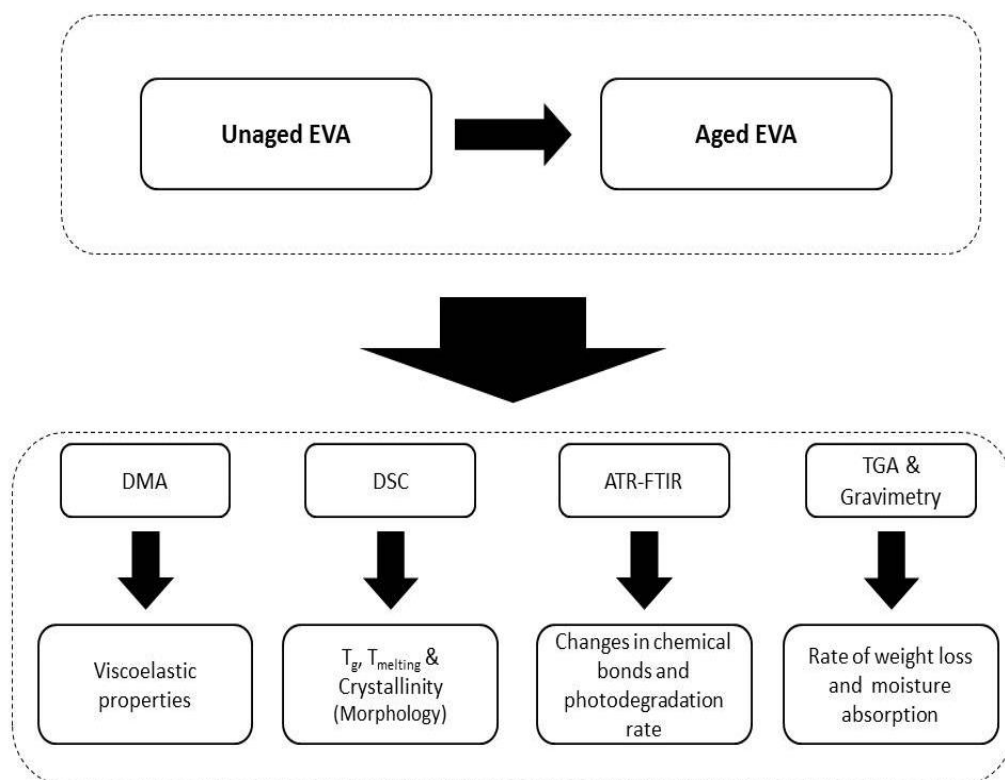 Unaged EVA
Aged EVA
DMA
DSC
ATR-FTIR
TGA &
Gravimetry
Viscoelastic
properties
Tg, Tmelting &
Crystallinity
(Morphology)
Changes in chemical
bonds and
photodegradation
rate
Rate of weight loss
and moisture
absorption